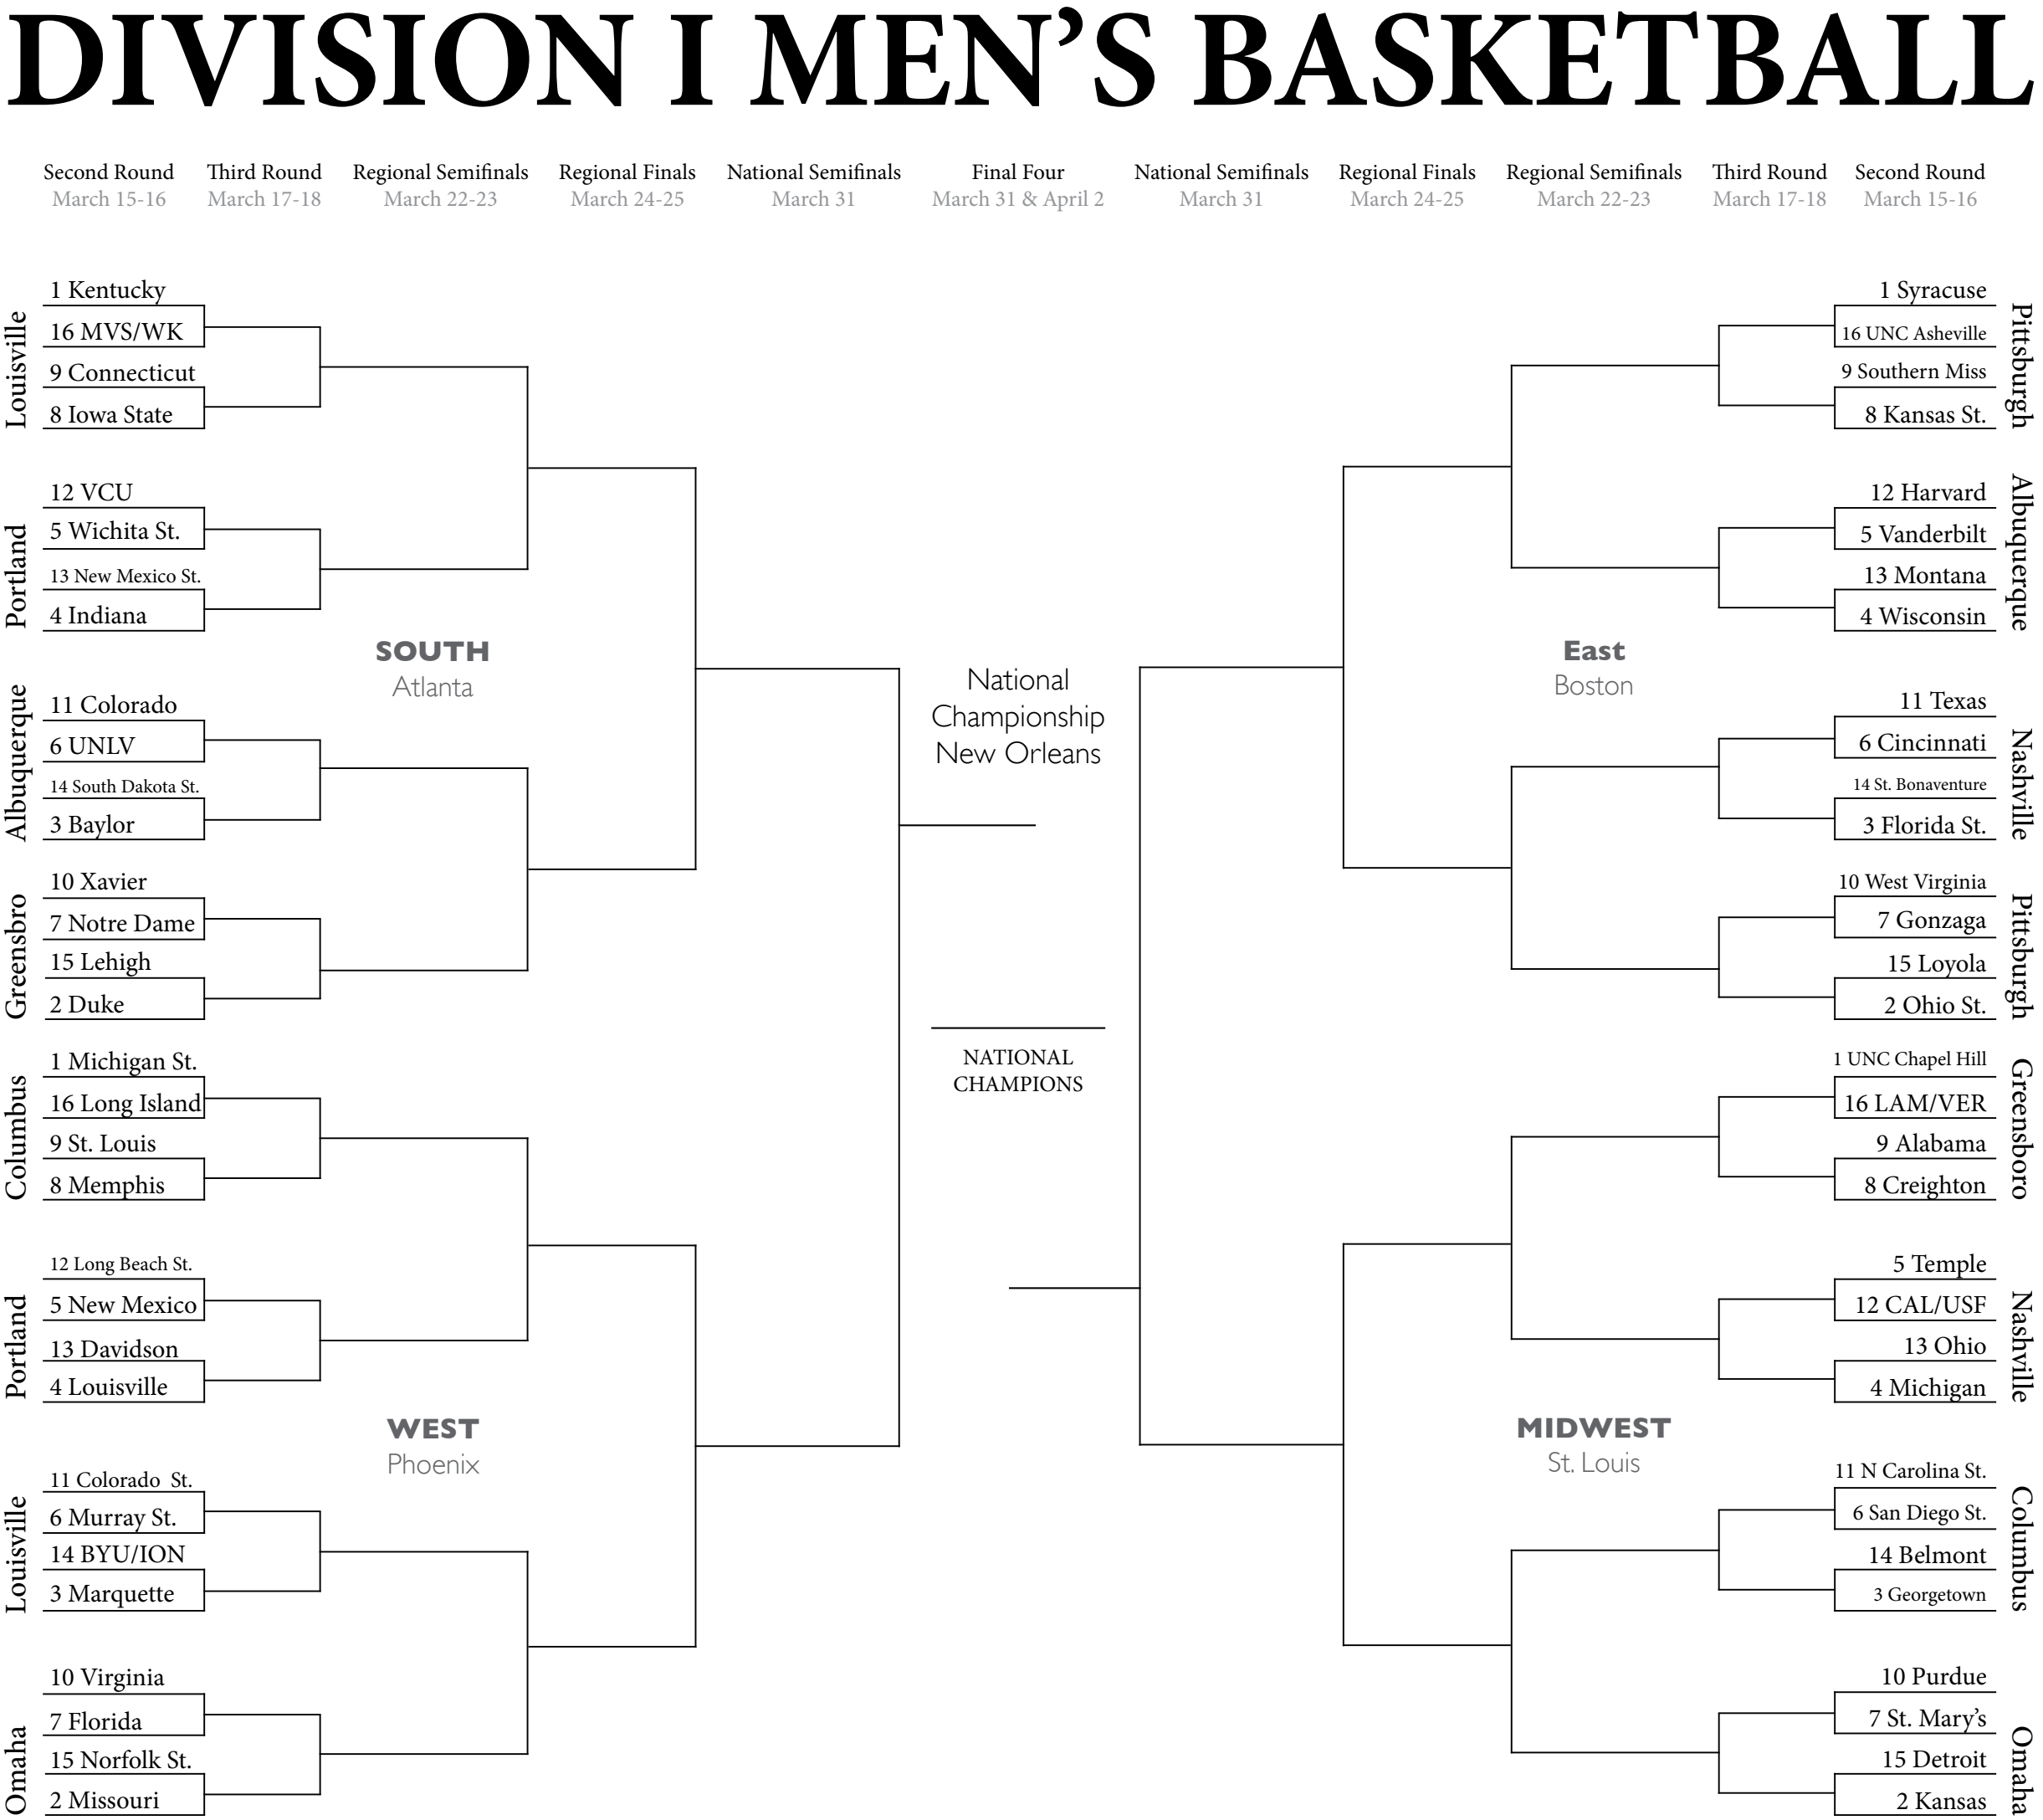 DIVISION I MEN’S BASKETBALL
Second Round
March 15-16
Third Round
March 17-18
Regional Semifinals
March 22-23
Regional Finals
March 24-25
National Semifinals
March 31
Final Four
March 31 & April 2
National Semifinals
March 31
Regional Finals
March 24-25
Regional Semifinals
March 22-23
Third Round
March 17-18
Second Round
March 15-16
Louisville
1 Kentucky
16 MVS/WK
9 Connecticut
8 Iowa State
Portland
12 VCU
5 Wichita St.
13 New Mexico St.
4 Indiana
SOUTH
Atlanta
Albuquerque
11 Colorado
6 UNLV
14 South Dakota St.
3 Baylor
Greensbro
10 Xavier
7 Notre Dame
15 Lehigh
2 Duke
Columbus
1 Michigan St.
16 Long Island
9 St. Louis
8 Memphis
Portland
12 Long Beach St.
5 New Mexico
13 Davidson
4 Louisville
WEST
Phoenix
Louisville
11 Colorado  St.
6 Murray St.
14 BYU/ION
3 Marquette
Omaha
10 Virginia
7 Florida
15 Norfolk St.
2 Missouri
National
Championship
New Orleans
NATIONAL
CHAMPIONS
1 Syracuse
16 UNC Asheville
9 Southern Miss
8 Kansas St.
Pittsburgh
12 Harvard
5 Vanderbilt
13 Montana
4 Wisconsin
Albuquerque
East
Boston
11 Texas
6 Cincinnati
14 St. Bonaventure
3 Florida St.
Nashville
10 West Virginia
7 Gonzaga
15 Loyola
2 Ohio St.
Pittsburgh
1 UNC Chapel Hill
16 LAM/VER
9 Alabama
8 Creighton
Greensboro
5 Temple
12 CAL/USF
13 Ohio
4 Michigan
Nashville
MIDWEST
St. Louis
11 N Carolina St.
6 San Diego St.
14 Belmont
3 Georgetown
Columbus
10 Purdue
7 St. Mary’s
15 Detroit
2 Kansas
Omaha